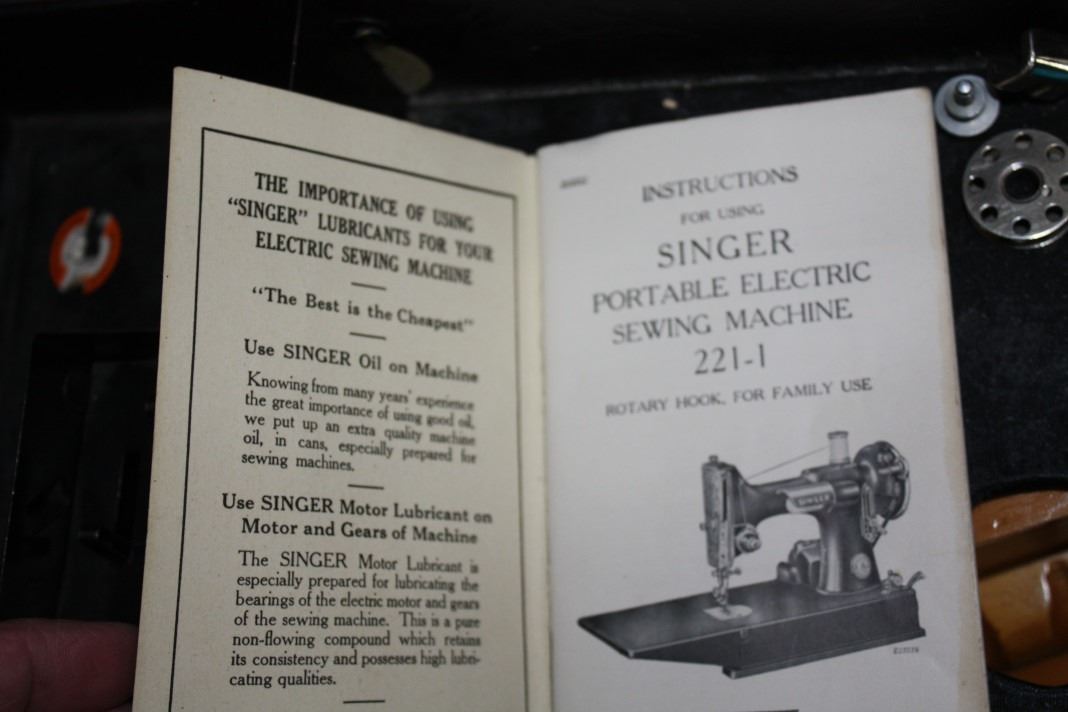 THE IMPORTANCE OF USING
“SINGER” LUBRICANTS FOR YOUR
ELECTRIC SEWING MACHINE
“The Best is the Cheapest”
Use SINGER Oil on Machine
Knowing from many years' experience
the great importance of using good oil,
we put up an extra quality machine
oil, in cans, especially prepared for
sewing machines.
Use SINGER Motor Lubricant on
Motor and Gears of Machine
The SINGER Motor Lubricant is
especially prepared for lubricating the
bearings of the electric motor and gears
of the sewing machine. This is a pure
non-flowing compound which retains
its consistency and possesses high lubri-
cating qualities.
INSTRUCTIONS
FOR USING
SINGER
PORTABLE ELECTRIC
SEWING MACHINE
221-1
ROTARY HOOK, FOR FAMILY USE
SINGER